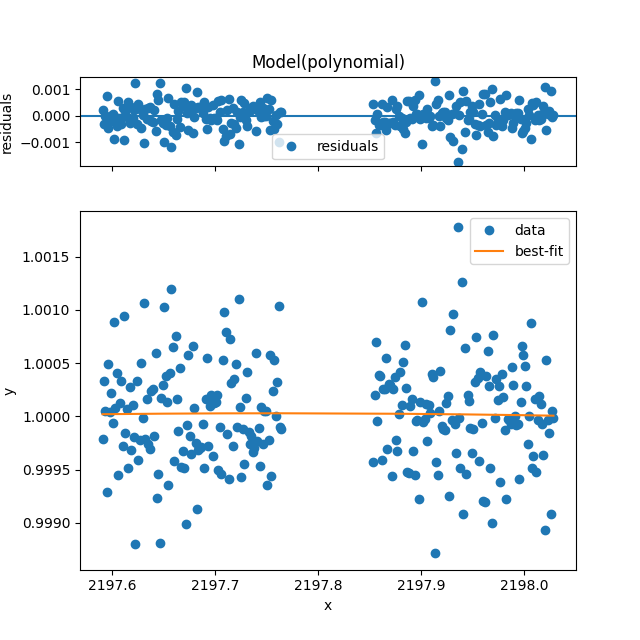 Model(polynomial)
0.001
0.000
−0.001
residuals
residuals
1.0015
1.0010
1.0005
1.0000
0.9995
0.9990
y
data
best-fit
2197.6 2197.7 2197.8 2197.9 2198.0
x